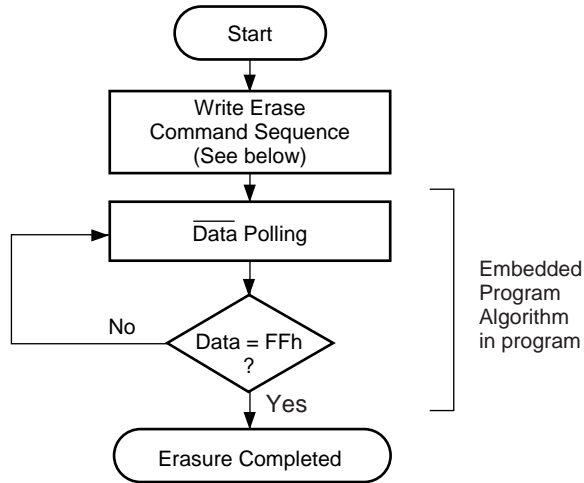 Start
Write Erase
Command Sequence
(See below)
Data Polling
Embedded
Program
Algorithm
in program
No
Data = FFh
?
Yes
Erasure Completed